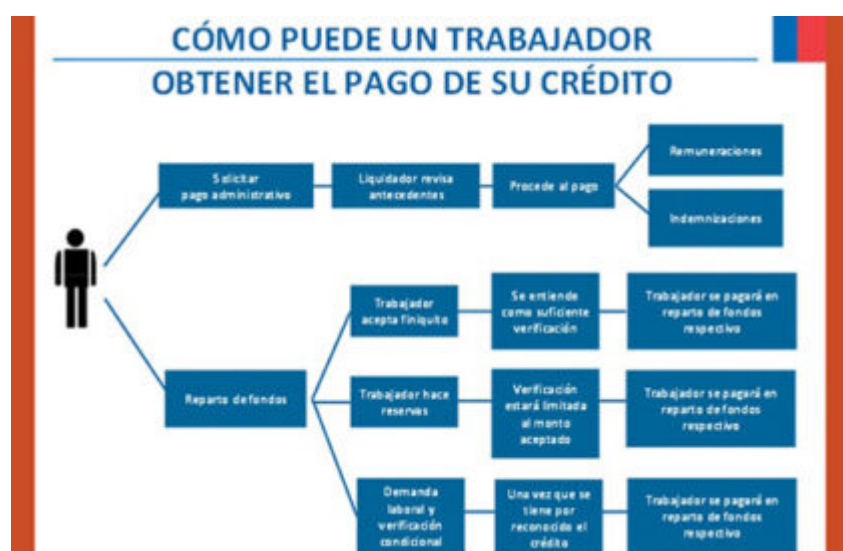 CÓMO PUEDE UN TRABAJADOR
OBTENER EL PAGO DE SU CRÉDITO
Solicitar
pago administrativo
Liquidador revisa
antecedentes
Procede al pago
Remuneraciones
Indemnizaciones
Reparto de fondos
Trabajador
acepta finiquito
Se entiende
como suficiente
verificación
Trabajador se pagará en
reparto de fondos
respectivo
Trabajador hace
reservas
Verificación
estará limitada
al monto
aceptado
Trabajador se pagará en
reparto de fondos
respectivo
Demanda
laboral y
verificación
condicional
Una vez que se
tiene por
reconocido el
crédito
Trabajador se pagará en
reparto de fondos
respectivo